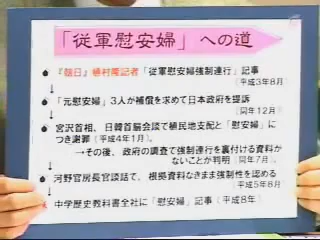 「従軍慰安婦」への道
『朝日』植村隆記者「従軍慰安婦強制連行」記事
(平成3年8月)
↓
「元慰安婦」3人が補償を求めて日本政府を提訴
↓ (同年12月)
宮沢首相、日韓首脳会談で植民地支配と「慰安婦」に
つき謝罪(平成4年1月)。
→その後、政府の調査で強制連行を裏付ける資料が
↓ ないことが判明(同年7月)。
河野官房長官談話で、根拠資料なきまま強制性を認める
↓ (平成5年8月)
中学歴史教科書全社に「慰安婦」記事(平成8年)